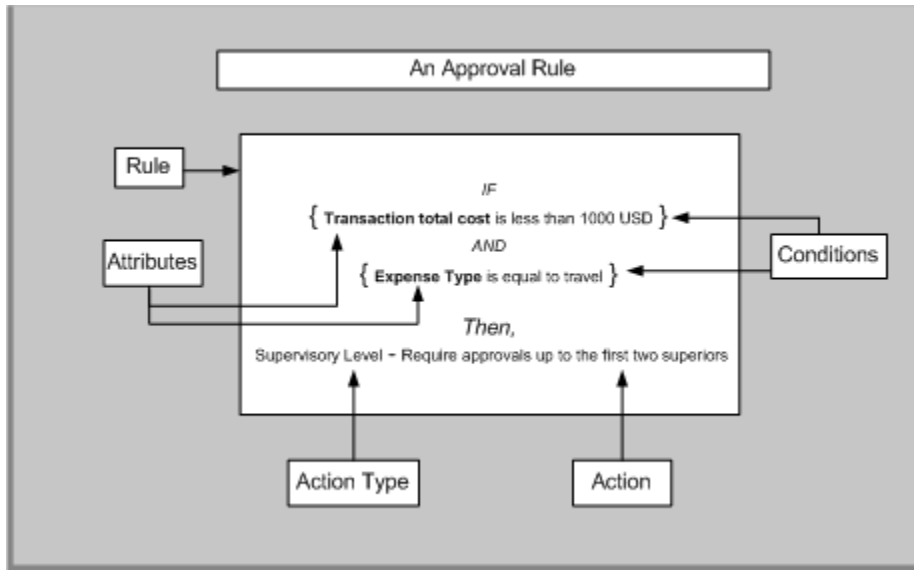 An Approval Rule
Rule
IF
{ Transaction total cost is less than 1000 USD }
AND
Attributes
Conditions
{ Expense Type is equal to travel }
Then,
Supervisory Level - Require approvals up to the first two superiors
Action Type
Action